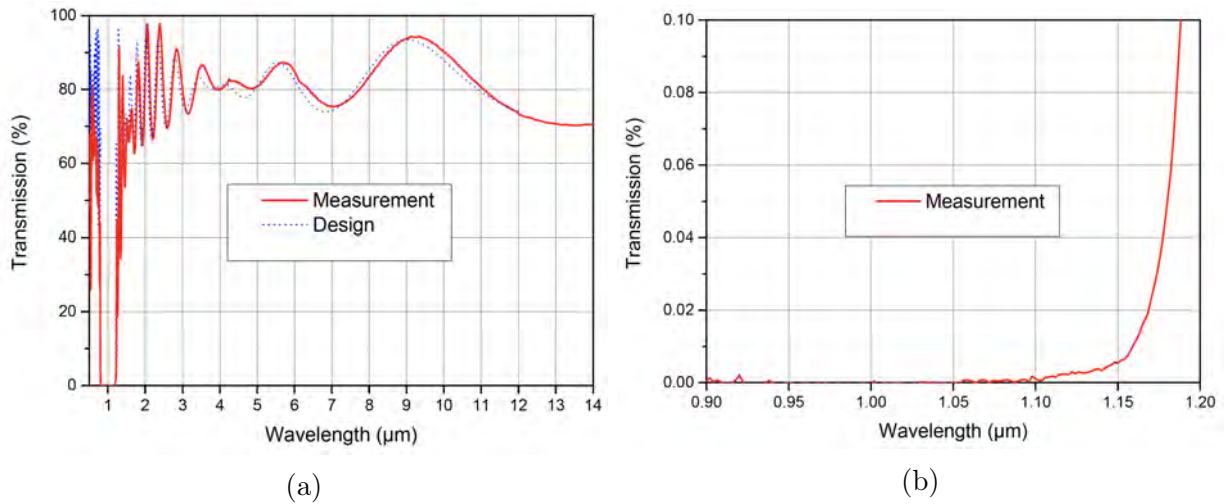 100
80
60
40
20
0
Transmission (%)
Measurement
Design
1 2 3 4 5 6 7 8 9 10 11 12 13 14
Wavelength (µm)
(a)
0.10
0.08
0.06
0.04
0.02
0.00
Transmission (%)
Measurement
0.90 0.95 1.00 1.05 1.10 1.15 1.20
Wavelength (µm)
(b)